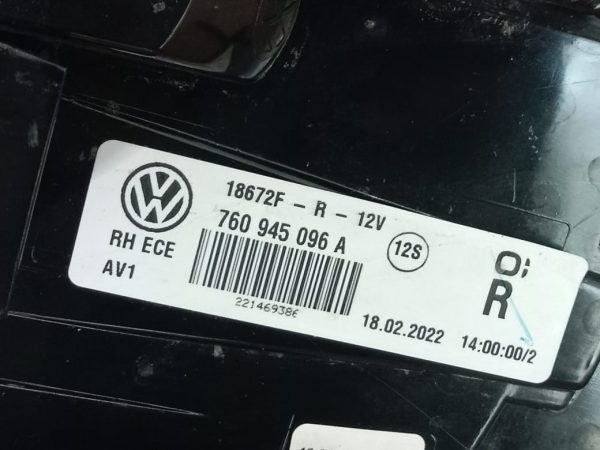 18672F - R - 12V
760 945 096 A
12S
RH ECE
AV1
221469386
R
18.02.2022 14:00:00/2